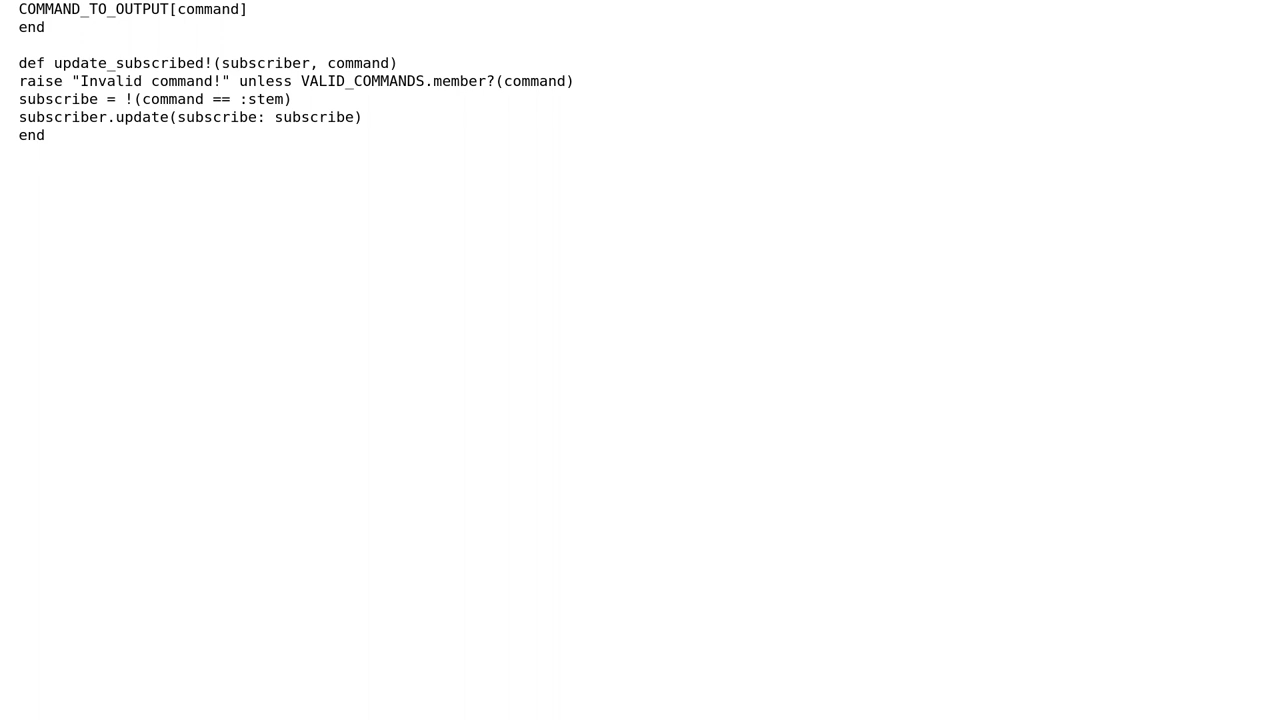 COMMAND_TO_OUTPUT[command]
end

def update_subscribed!(subscriber, command)
raise "Invalid command!" unless VALID_COMMANDS.member?(command)
subscribe = !(command == :stem)
subscriber.update(subscribe: subscribe)
end